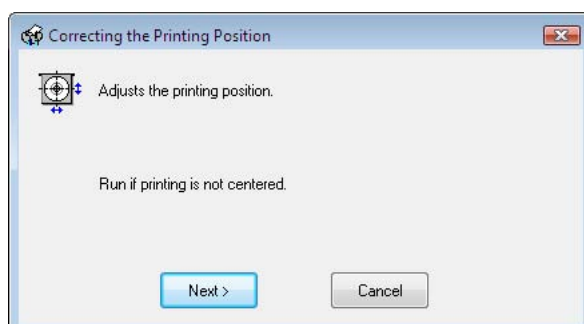 Correcting the Printing Position
Adjusts the printing position.
Run if printing is not centered.
Next >
Cancel